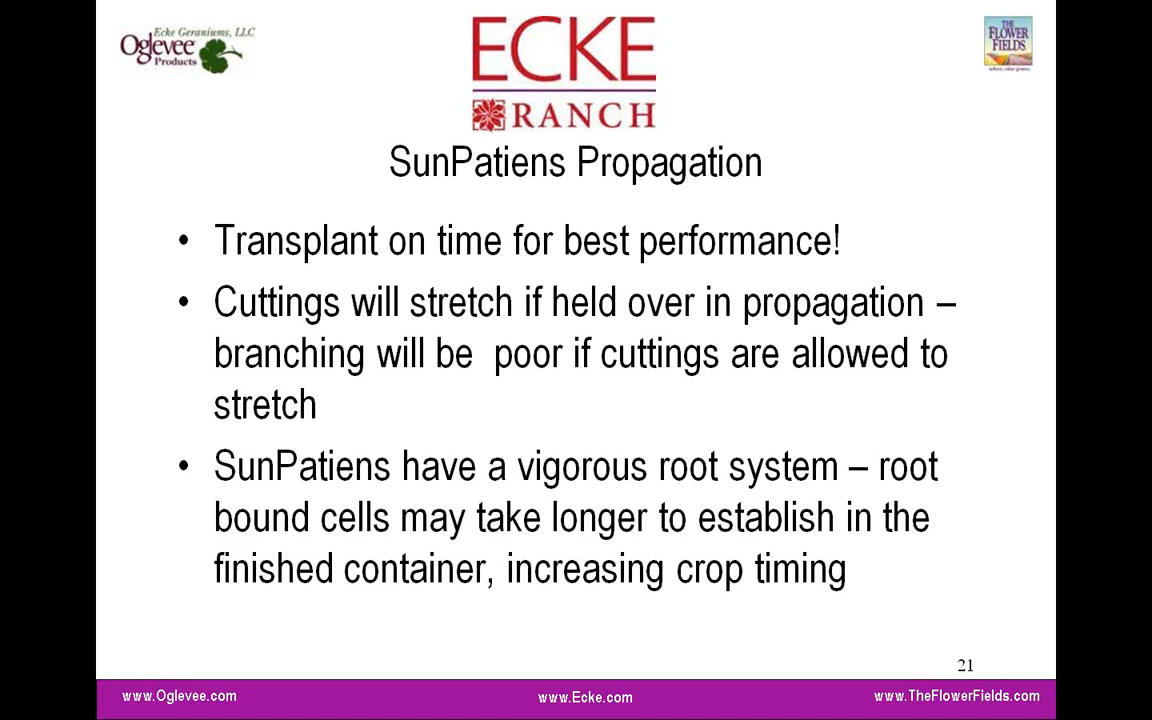 Ecke Geraniums, LLC
Oglevee
Products
ECKE
RANCH
THE
FLOWER
FIELDS
SunPatiens Propagation
• Transplant on time for best performance!
• Cuttings will stretch if held over in propagation –
branching will be  poor if cuttings are allowed to
stretch
• SunPatiens have a vigorous root system – root
bound cells may take longer to establish in the
finished container, increasing crop timing
21
www.Oglevee.com
www.Ecke.com
www.TheFlowerFields.com